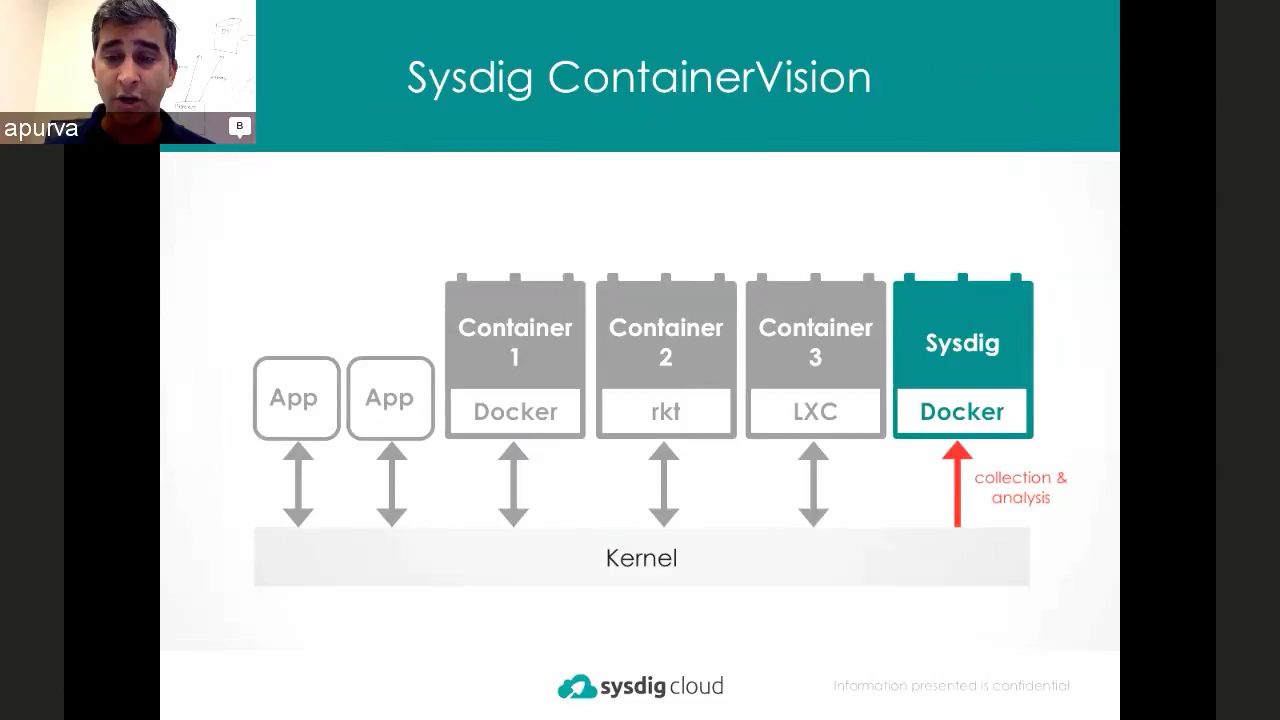 apurva
B
Sysdig ContainerVision
App
App
Container
1
Docker
Container
2
rkt
Container
3
LXC
Sysdig
Docker
collection &
analysis
Kernel
sysdig cloud
Information presented is confidential